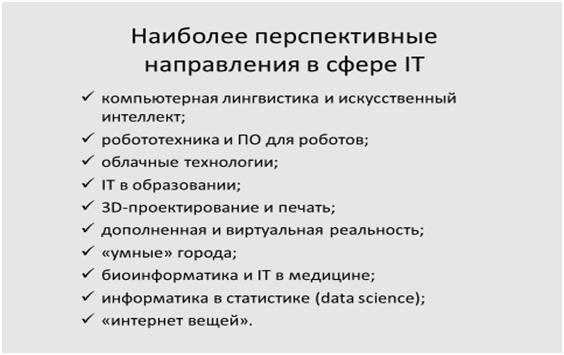 Наиболее перспективные
направления в сфере IT
✓ компьютерная лингвистика и искусственный
интеллект;
✓ робототехника и ПО для роботов;
✓ облачные технологии;
✓ IT в образовании;
✓ 3D-проектирование и печать;
✓ дополненная и виртуальная реальность;
✓ «умные» города;
✓ биоинформатика и IT в медицине;
✓ информатика в статистике (data science);
✓ «интернет вещей».